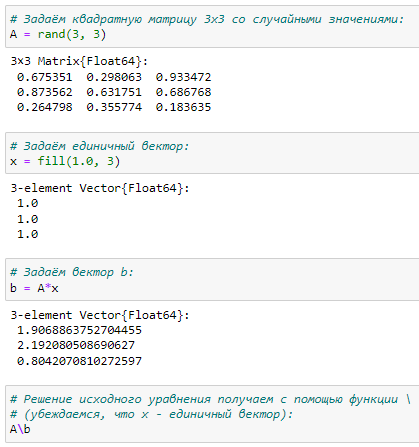 # Задаём квадратную матрицу 3x3 со случайными значениями:
A = rand(3, 3)
3×3 Matrix{Float64}:
0.675351 0.298063 0.933472
0.873562 0.631751 0.686768
0.264798 0.355774 0.183635
# Задаём единичный вектор:
x = fill(1.0, 3)
3-element Vector{Float64}:
1.0
1.0
1.0
# Задаём вектор b:
b = A*x
3-element Vector{Float64}:
1.9068863752704455
2.192080508690627
0.8042070810272597
# Решение исходного уравнения получаем с помощью функции \
# (убеждаемся, что x - единичный вектор):
A\b